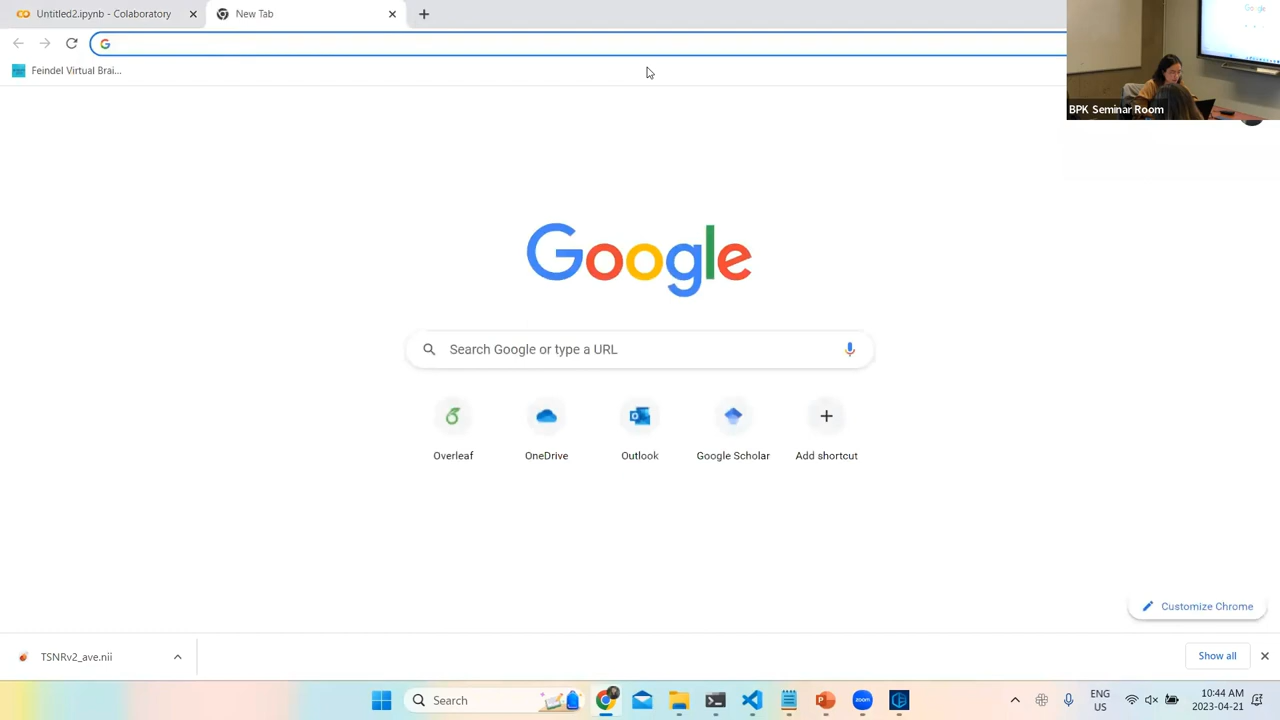 Untitled2.ipynb - Colaboratory
New Tab
Feindel Virtual Brai...
BPK Seminar Room
Google
Search Google or type a URL
Overleaf
OneDrive
Outlook
Google Scholar
Add shortcut
Customize Chrome
TSNRv2_ave.nii
Show all
Search
zoom
ENG
US
10:44 AM
2023-04-21